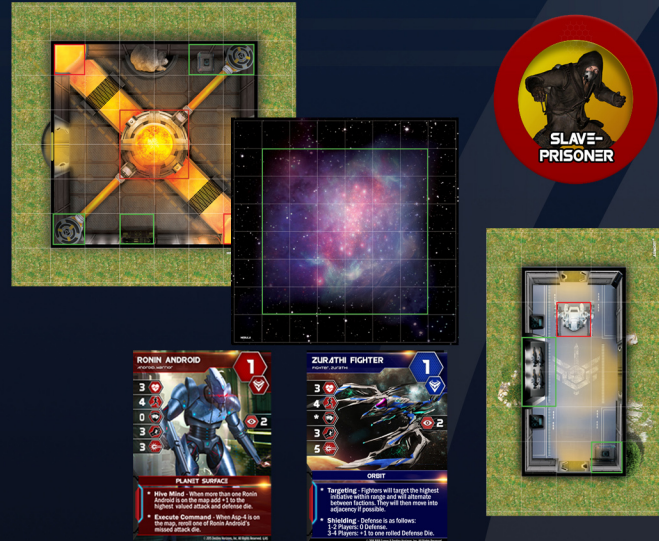 SLAVE-
PRISONER
NEBULA
RONIN ANDROID
ANDROID, WARRIOR
1
3
4
0
3
3
2
PLANET SURFACE
* Hive Mind - When more than one Ronin
Android is on the map add +1 to the
highest valued attack and defense die.
* Execute Command - When Asp-4 is on
the map, reroll one of Ronin Android's
missed attack die.
ZURATHI FIGHTER
FIGHTER, ZURATHI
1
3
4
*
3
5
2
ORBIT
* Targeting - Fighters will target the highest
initiative within range and will alternate
between factions. They will then move into
adjacency if possible.
* Shielding - Defense is as follows:
1-2 Players: 0 Defense.
3-4 Players: +1 to one rolled Defense Die.